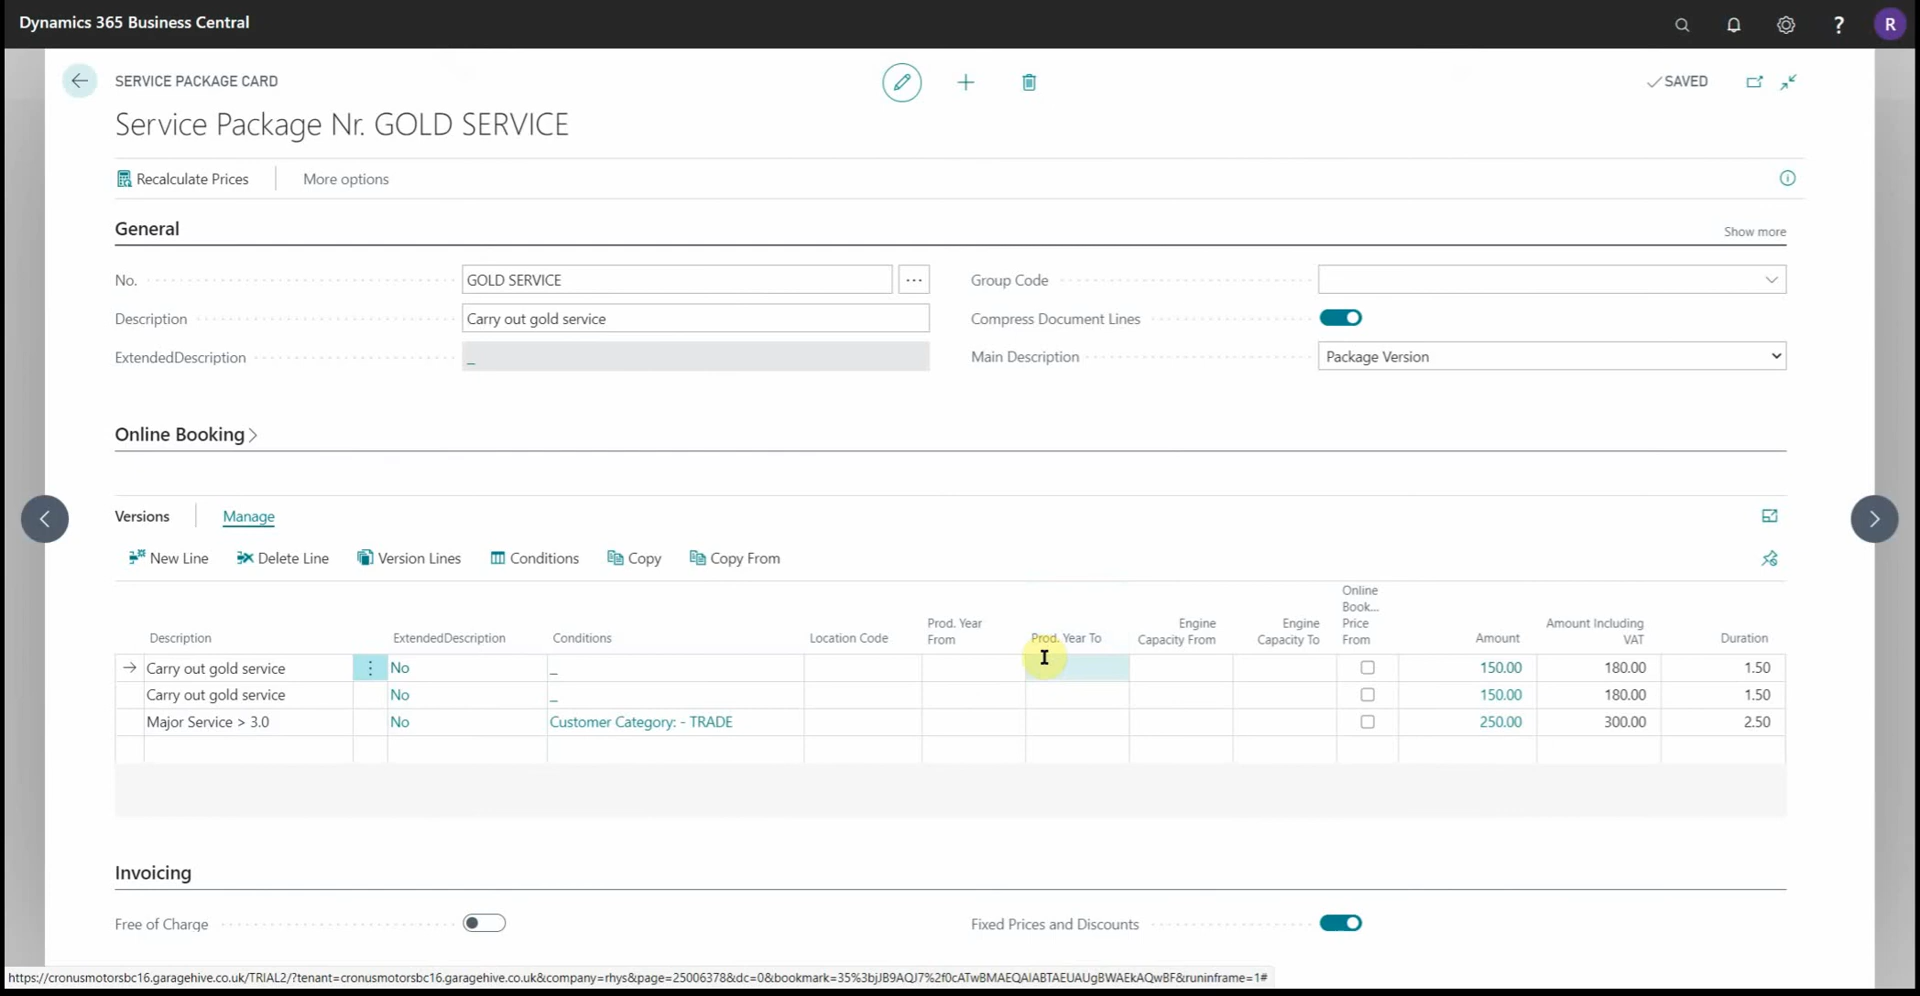 Dynamics 365 Business Central
?
R
SERVICE PACKAGE CARD
SAVED
Service Package Nr. GOLD SERVICE
Recalculate Prices
More options
General
Show more
No.
GOLD SERVICE
...
Group Code
Description
Carry out gold service
Compress Document Lines
ExtendedDescription
_
Main Description
Package Version
Online Booking
Versions
Manage
New Line
Delete Line
Version Lines
Conditions
Copy
Copy From
Description
ExtendedDescription
Conditions
Location Code
Prod. Year
From
Prod. Year To
Engine
Capacity From
Engine
Capacity To
Online
Book...
Price
From
Amount
Amount Including
VAT
Duration
Carry out gold service No _ 150.00 180.00 1.50
Carry out gold service No _ 150.00 180.00 1.50
Major Service > 3.0 No Customer Category: - TRADE 250.00 300.00 2.50
Invoicing
Free of Charge
Fixed Prices and Discounts
https://cronusmotorsbc16.garagehive.co.uk/TRIAL2/?tenant=cronusmotorsbc16.garagehive.co.uk&company=rhys&page=25006378&dc=0&bookmark=35%3bjJB9AQJ7%2f0cATwBMAEQAIABTAEUAUgBWAEkAQwBF&runinframe=1#